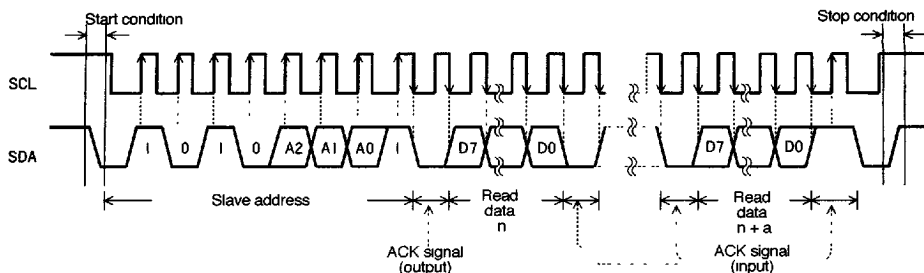 Start condition
Stop condition
SCL
SDA
1 0 1 0 A2 A1 A0 1 D7 D0 D7 D0
Slave address
Read
data
n
Read
data
n + a
ACK signal
(output)
ACK signal
(input)